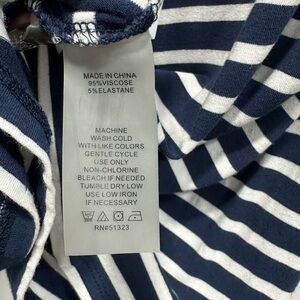 MADE IN CHINA
95%VISCOSE
5%ELASTANE
MACHINE
WASH COLD
WITH LIKE COLORS
GENTLE CYCLE
USE ONLY
NON-CHLORINE
BLEACH IF NEEDED
TUMBLE DRY LOW
USE LOW IRON
IF NECESSARY
RN#51323